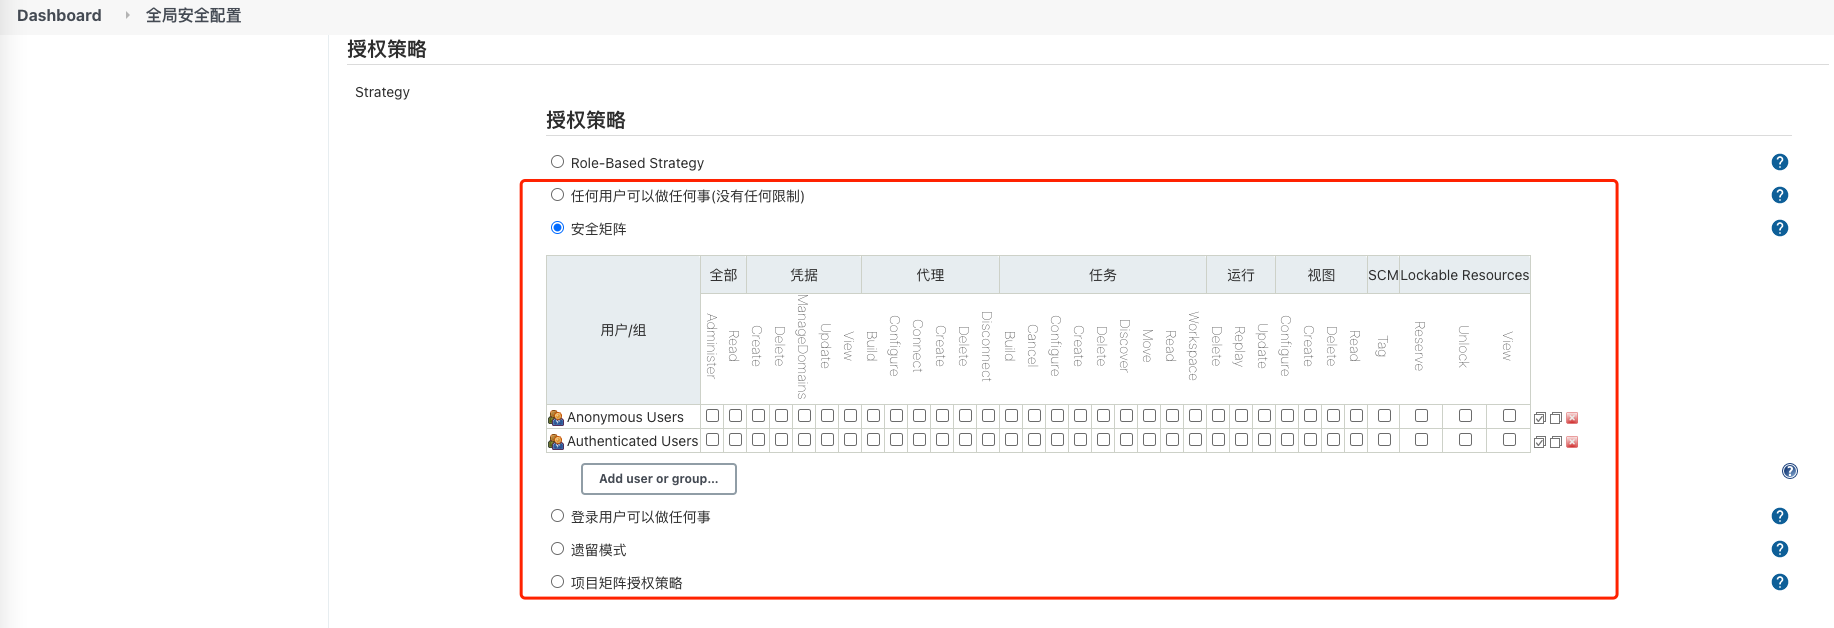 Dashboard 全局安全配置
授权策略
Strategy
授权策略
Role-Based Strategy
任何用户可以做任何事(没有任何限制)
安全矩阵
用户/组 全部 凭据 代理 任务 运行 视图 SCM Lockable Resources
Administer Read Create Delete ManageDomains Update View Build Configure Connect Create Delete Disconnect Build Cancel Configure Create Delete Discover Move Read Workspace Delete Replay Update Configure Create Delete Read Tag Reserve Unlock View
Anonymous Users
Authenticated Users
Add user or group...
登录用户可以做任何事
遗留模式
项目矩阵授权策略